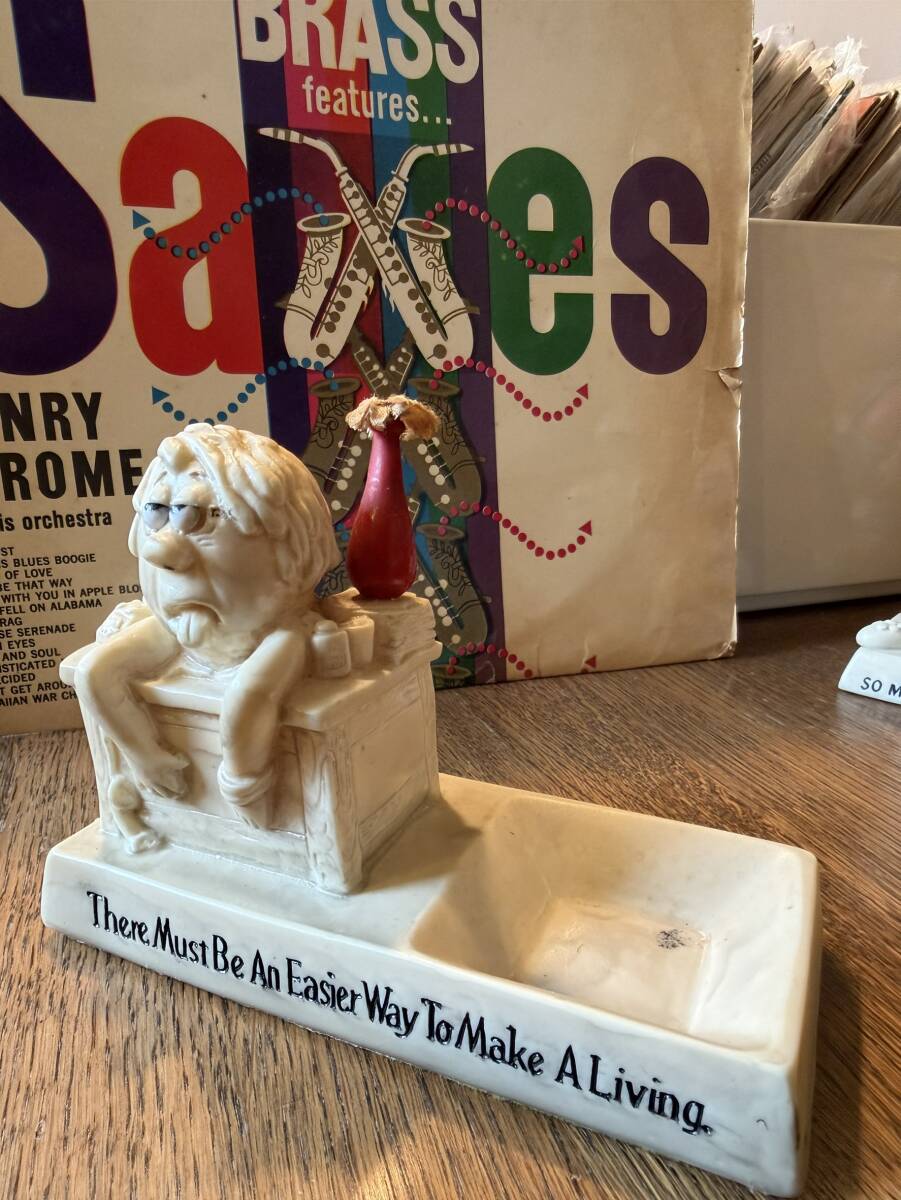 BRASS
features...
Saxes
NRY
ROME
is orchestra
ST
S BLUES BOOGIE
OF LOVE
BE THAT WAY
WITH YOU IN APPLE BLO
FELL ON ALABAMA
RAG
SE SERENADE
N EYES
AND SOUL
ISTICATED
ECIDED
T GET AROU
AIIAN WAR CH
SO M
There Must Be An Easier Way To Make A Living.